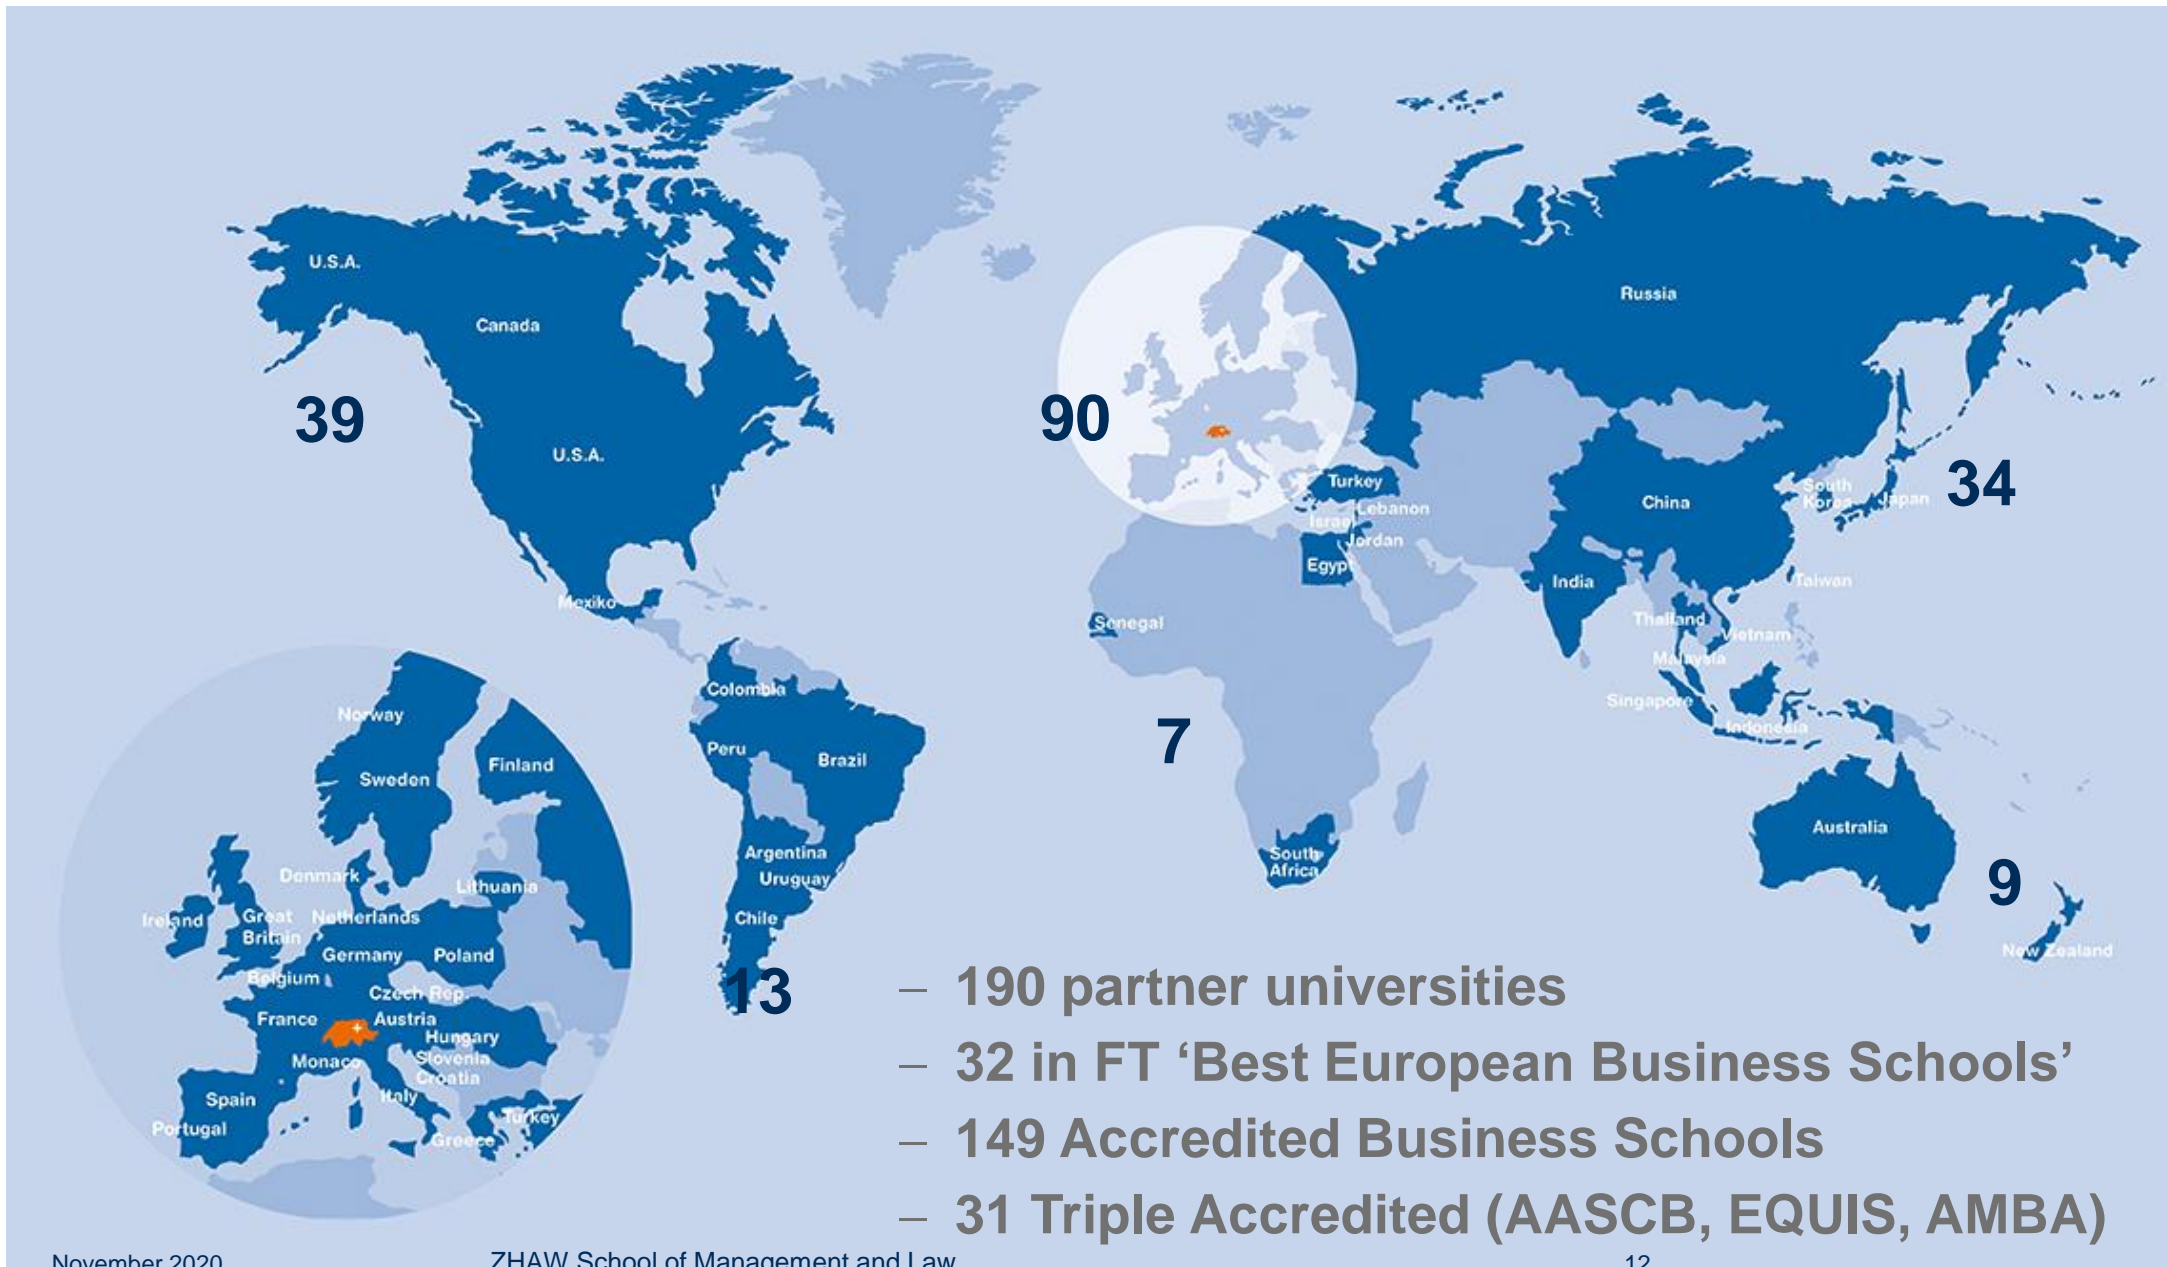 U.S.A.
Canada
39
U.S.A.
Mexiko
90
Russia
Turkey
Lebanon
Israel
Jordan
Egypt
China
South
Korea
Japan
34
India
Taiwan
Thailand
Vietnam
Malaysia
Singapore
Indonesia
Senegal
7
South
Africa
Australia
9
New Zealand
Colombia
Peru
Brazil
Argentina
Uruguay
Chile
13
Norway
Sweden
Finland
Denmark
Lithuania
Ireland
Great
Britain
Netherlands
Germany
Poland
Belgium
Czech Rep.
France
Austria
Hungary
Slovenia
Croatia
Monaco
Italy
Spain
Portugal
Greece
Turkey
– 190 partner universities
– 32 in FT ‘Best European Business Schools’
– 149 Accredited Business Schools
– 31 Triple Accredited (AASCB, EQUIS, AMBA)
November 2020
ZHAW School of Management and Law
12